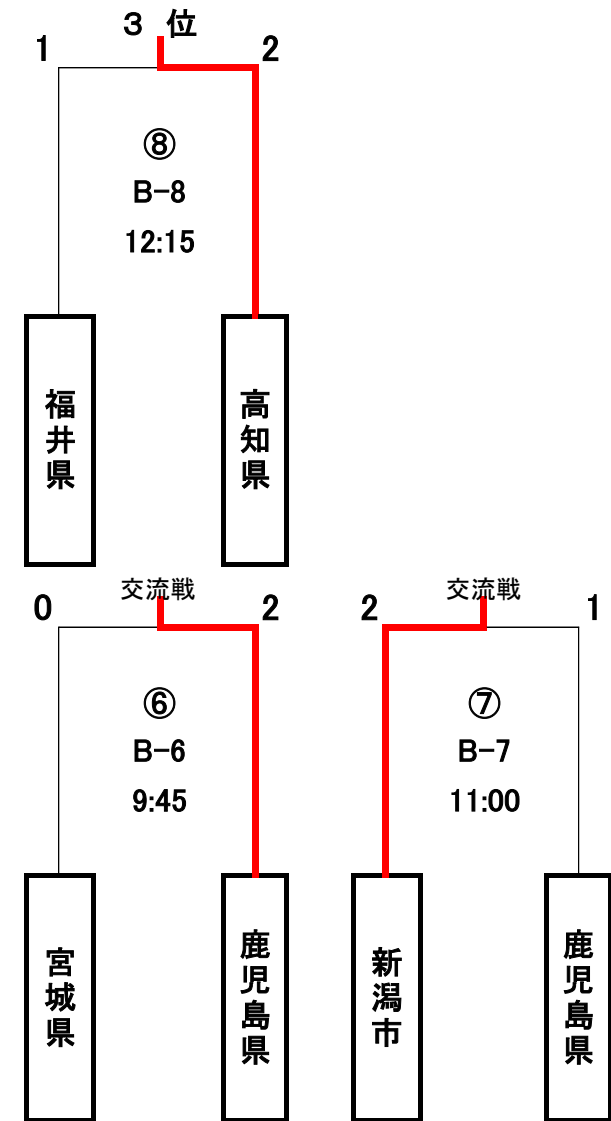 3 位
1 2
⑧
B-8
12:15
福井県
高知県
交流戦
0 2
⑥
B-6
9:45
宮城県
鹿児島県
交流戦
2 1
⑦
B-7
11:00
新潟市
鹿児島県